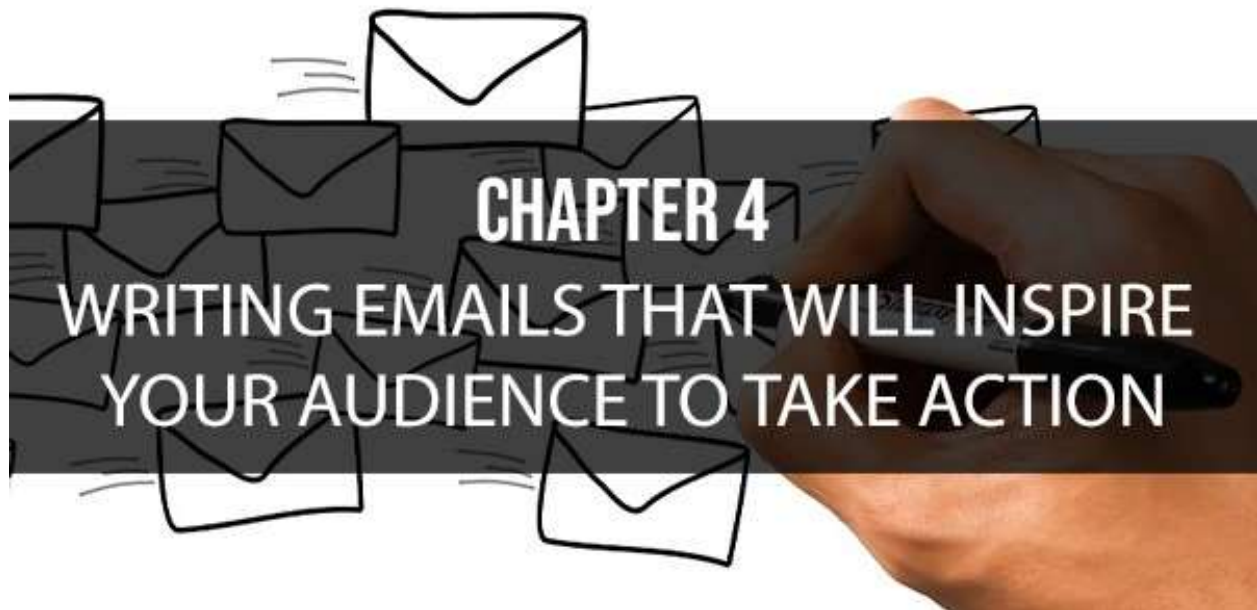 CHAPTER 4
WRITING EMAILS THAT WILL INSPIRE
YOUR AUDIENCE TO TAKE ACTION